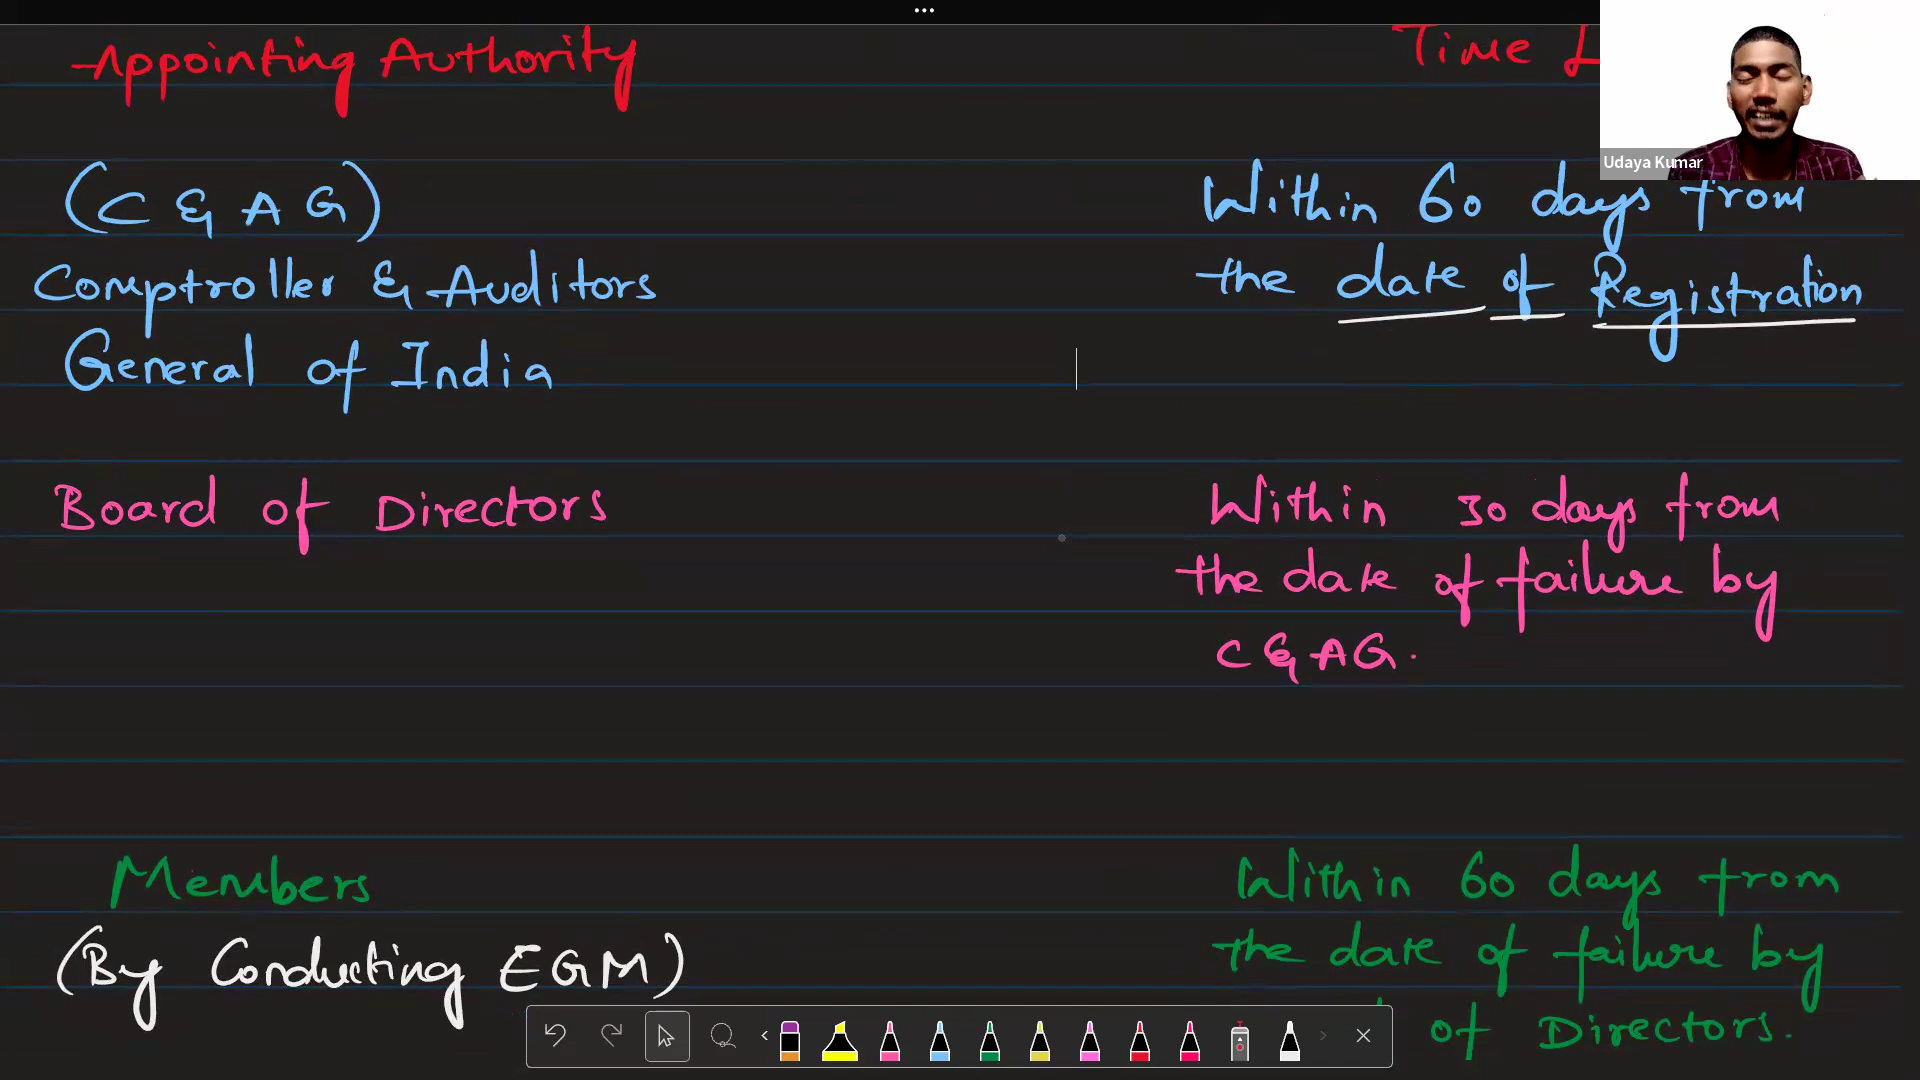 Appointing Authority
Time L
Udaya Kumar
(C & AG)
Comptroller & Auditors
General of India
Within 60 days from
the date of Registration
Board of Directors
Within 30 days from
the date of failure by
C & AG.
Members
(By Conducting EGM)
Within 60 days from
the date of failure by
of Directors.